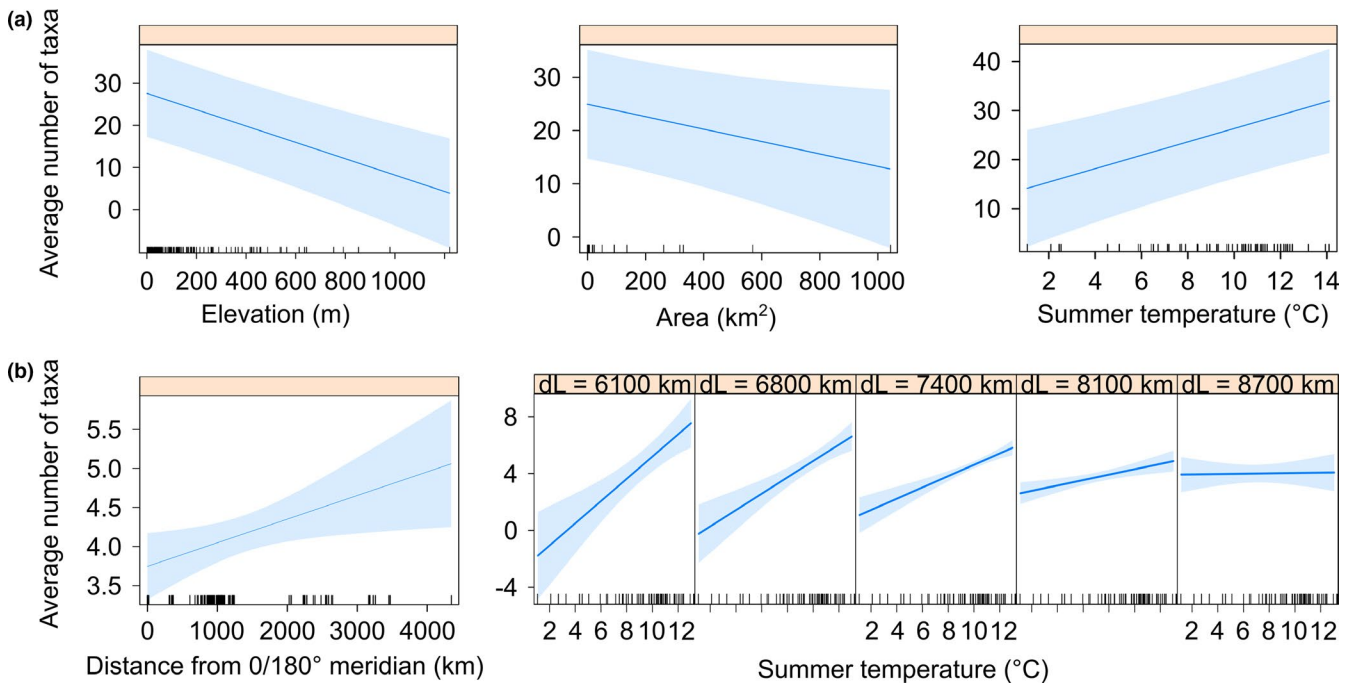 (a)
Average number of taxa
30
20
10
0
0 200 400 600 800 1000
Elevation (m)
30
20
10
0
0 200 400 600 800 1000
Area (km²)
40
30
20
10
2 4 6 8 10 12 14
Summer temperature (°C)
(b)
Average number of taxa
5.5
5.0
4.5
4.0
3.5
0 1000 2000 3000 4000
Distance from 0/180° meridian (km)
dL = 6100 km dL = 6800 km dL = 7400 km dL = 8100 km dL = 8700 km
8
4
0
-4
2 4 6 8 10 12 2 4 6 8 10 12 2 4 6 8 10 12
Summer temperature (°C)